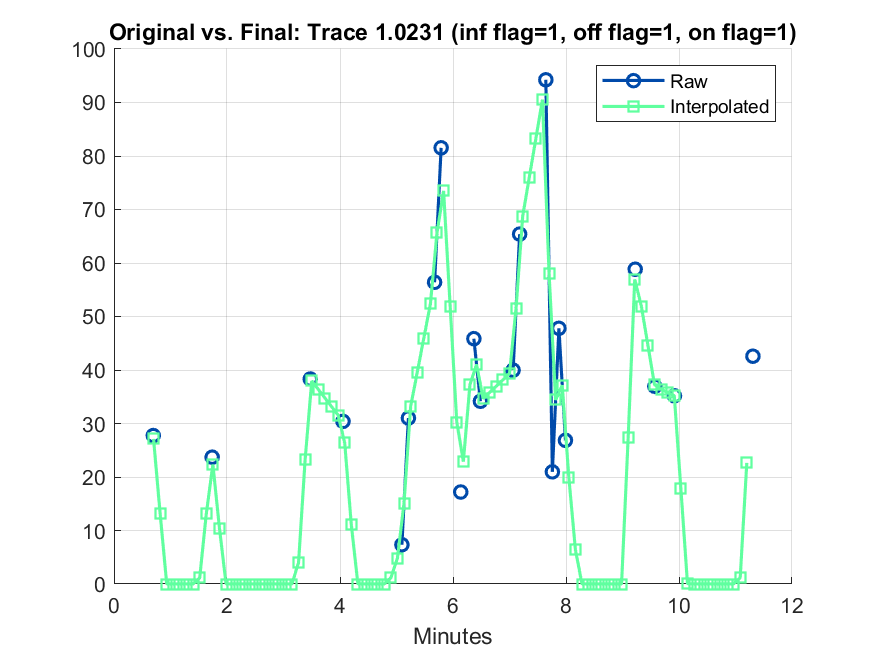 Original vs. Final: Trace 1.0231 (inf flag=1, off flag=1, on flag=1)
100
90
80
70
60
50
40
30
20
10
0
Raw
Interpolated
0 2 4 6 8 10 12
Minutes